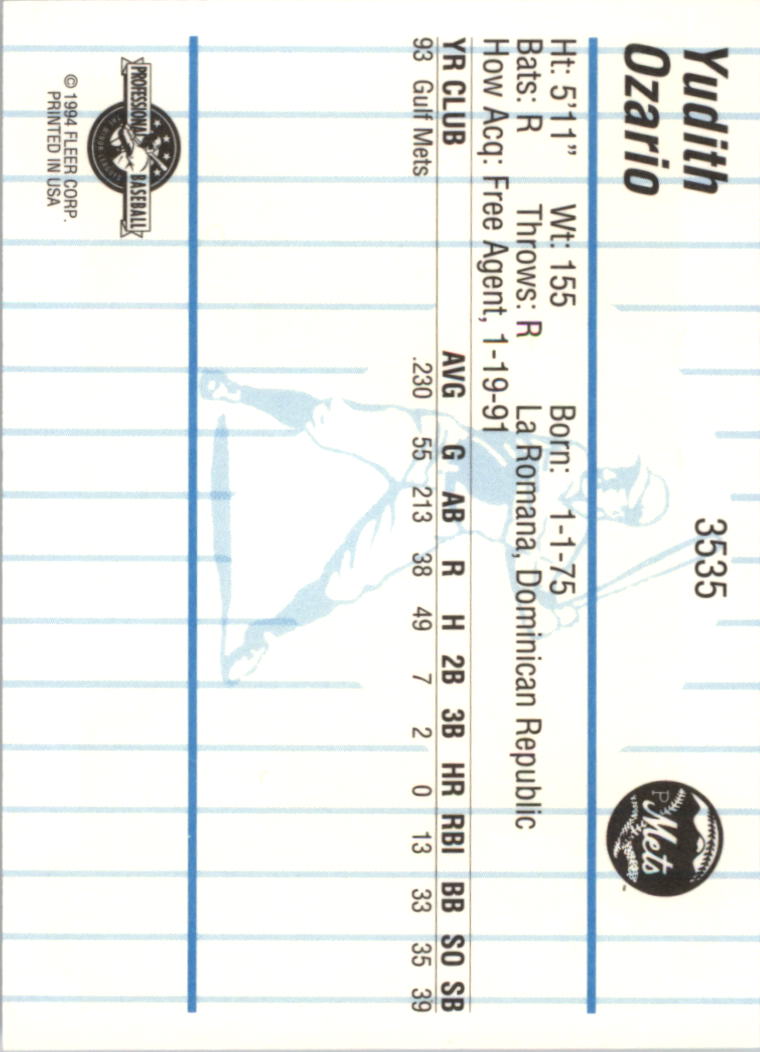 Yudith
Ozario
3535
P
Mets
Ht: 5'11" Wt: 155 Born: 1-1-75
Bats: R Throws: R La Romana, Dominican Republic
How Acq: Free Agent, 1-19-91
YR CLUB AVG G AB R H 2B 3B HR RBI BB SO SB
93 Gulf Mets .230 55 213 38 49 7 2 0 13 33 35 39
PROFESSIONAL BASEBALL
THE MINOR LEAGUES
© 1994 FLEER CORP.
PRINTED IN USA